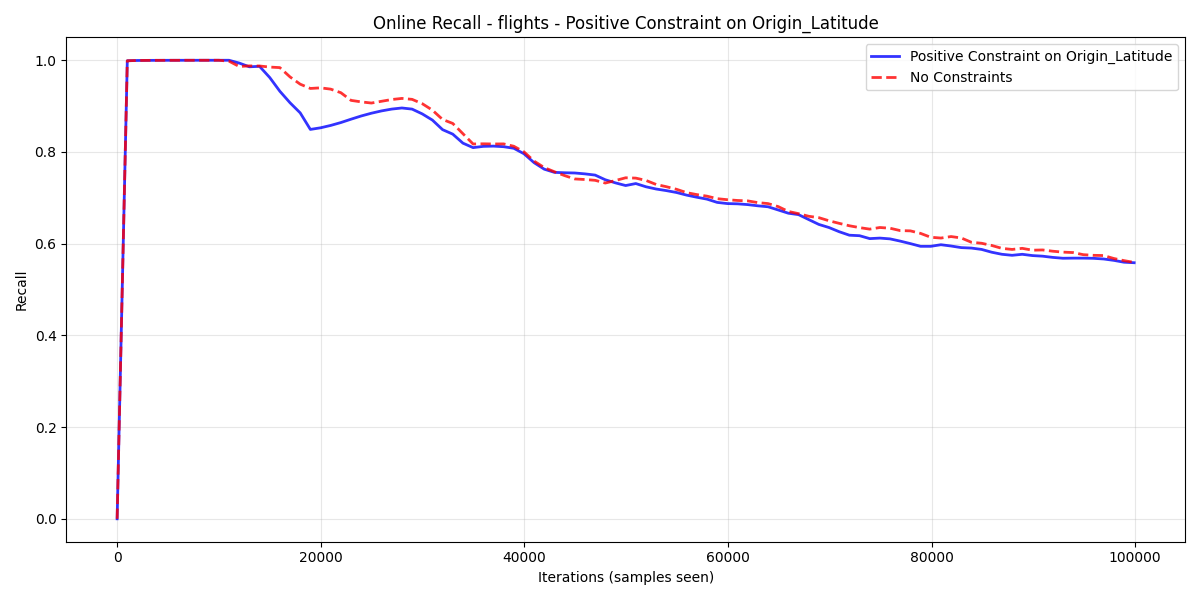 Online Recall - flights - Positive Constraint on Origin_Latitude
Positive Constraint on Origin_Latitude
No Constraints
Recall
1.0
0.8
0.6
0.4
0.2
0.0
0 20000 40000 60000 80000 100000
Iterations (samples seen)